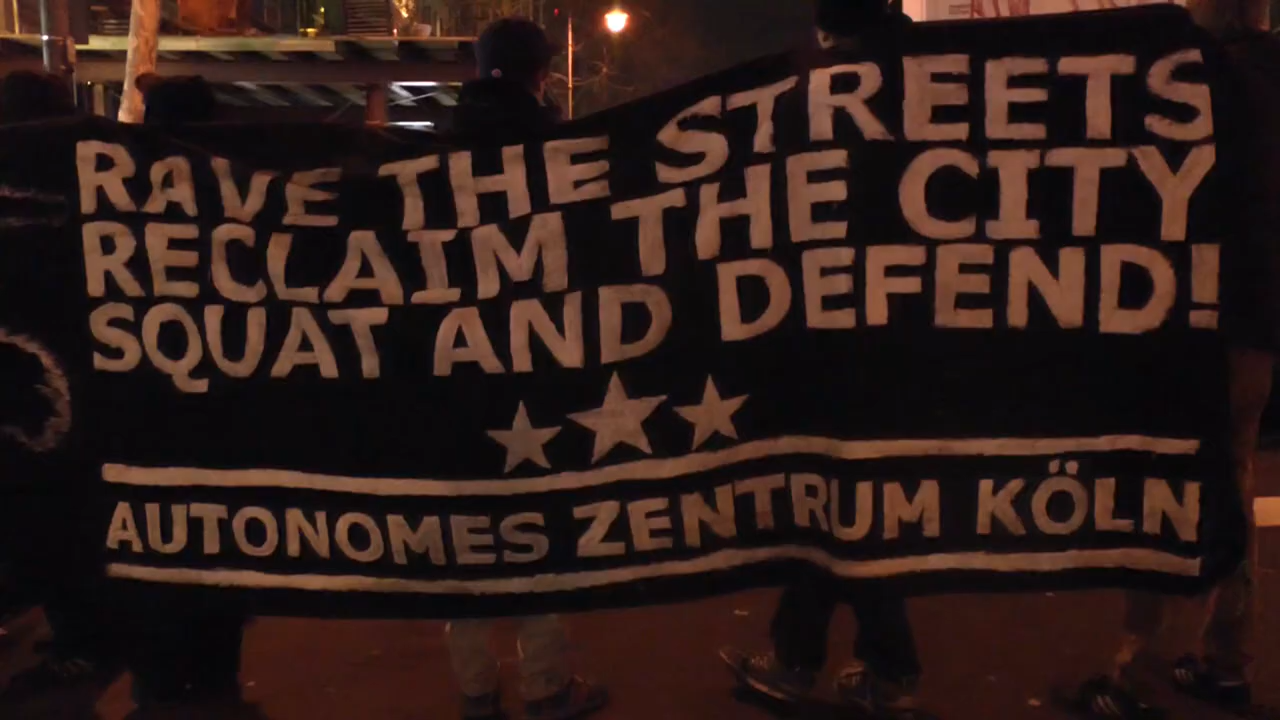 RAVE THE STREETS
RECLAIM THE CITY
SQUAT AND DEFEND!
AUTONOMES ZENTRUM KÖLN